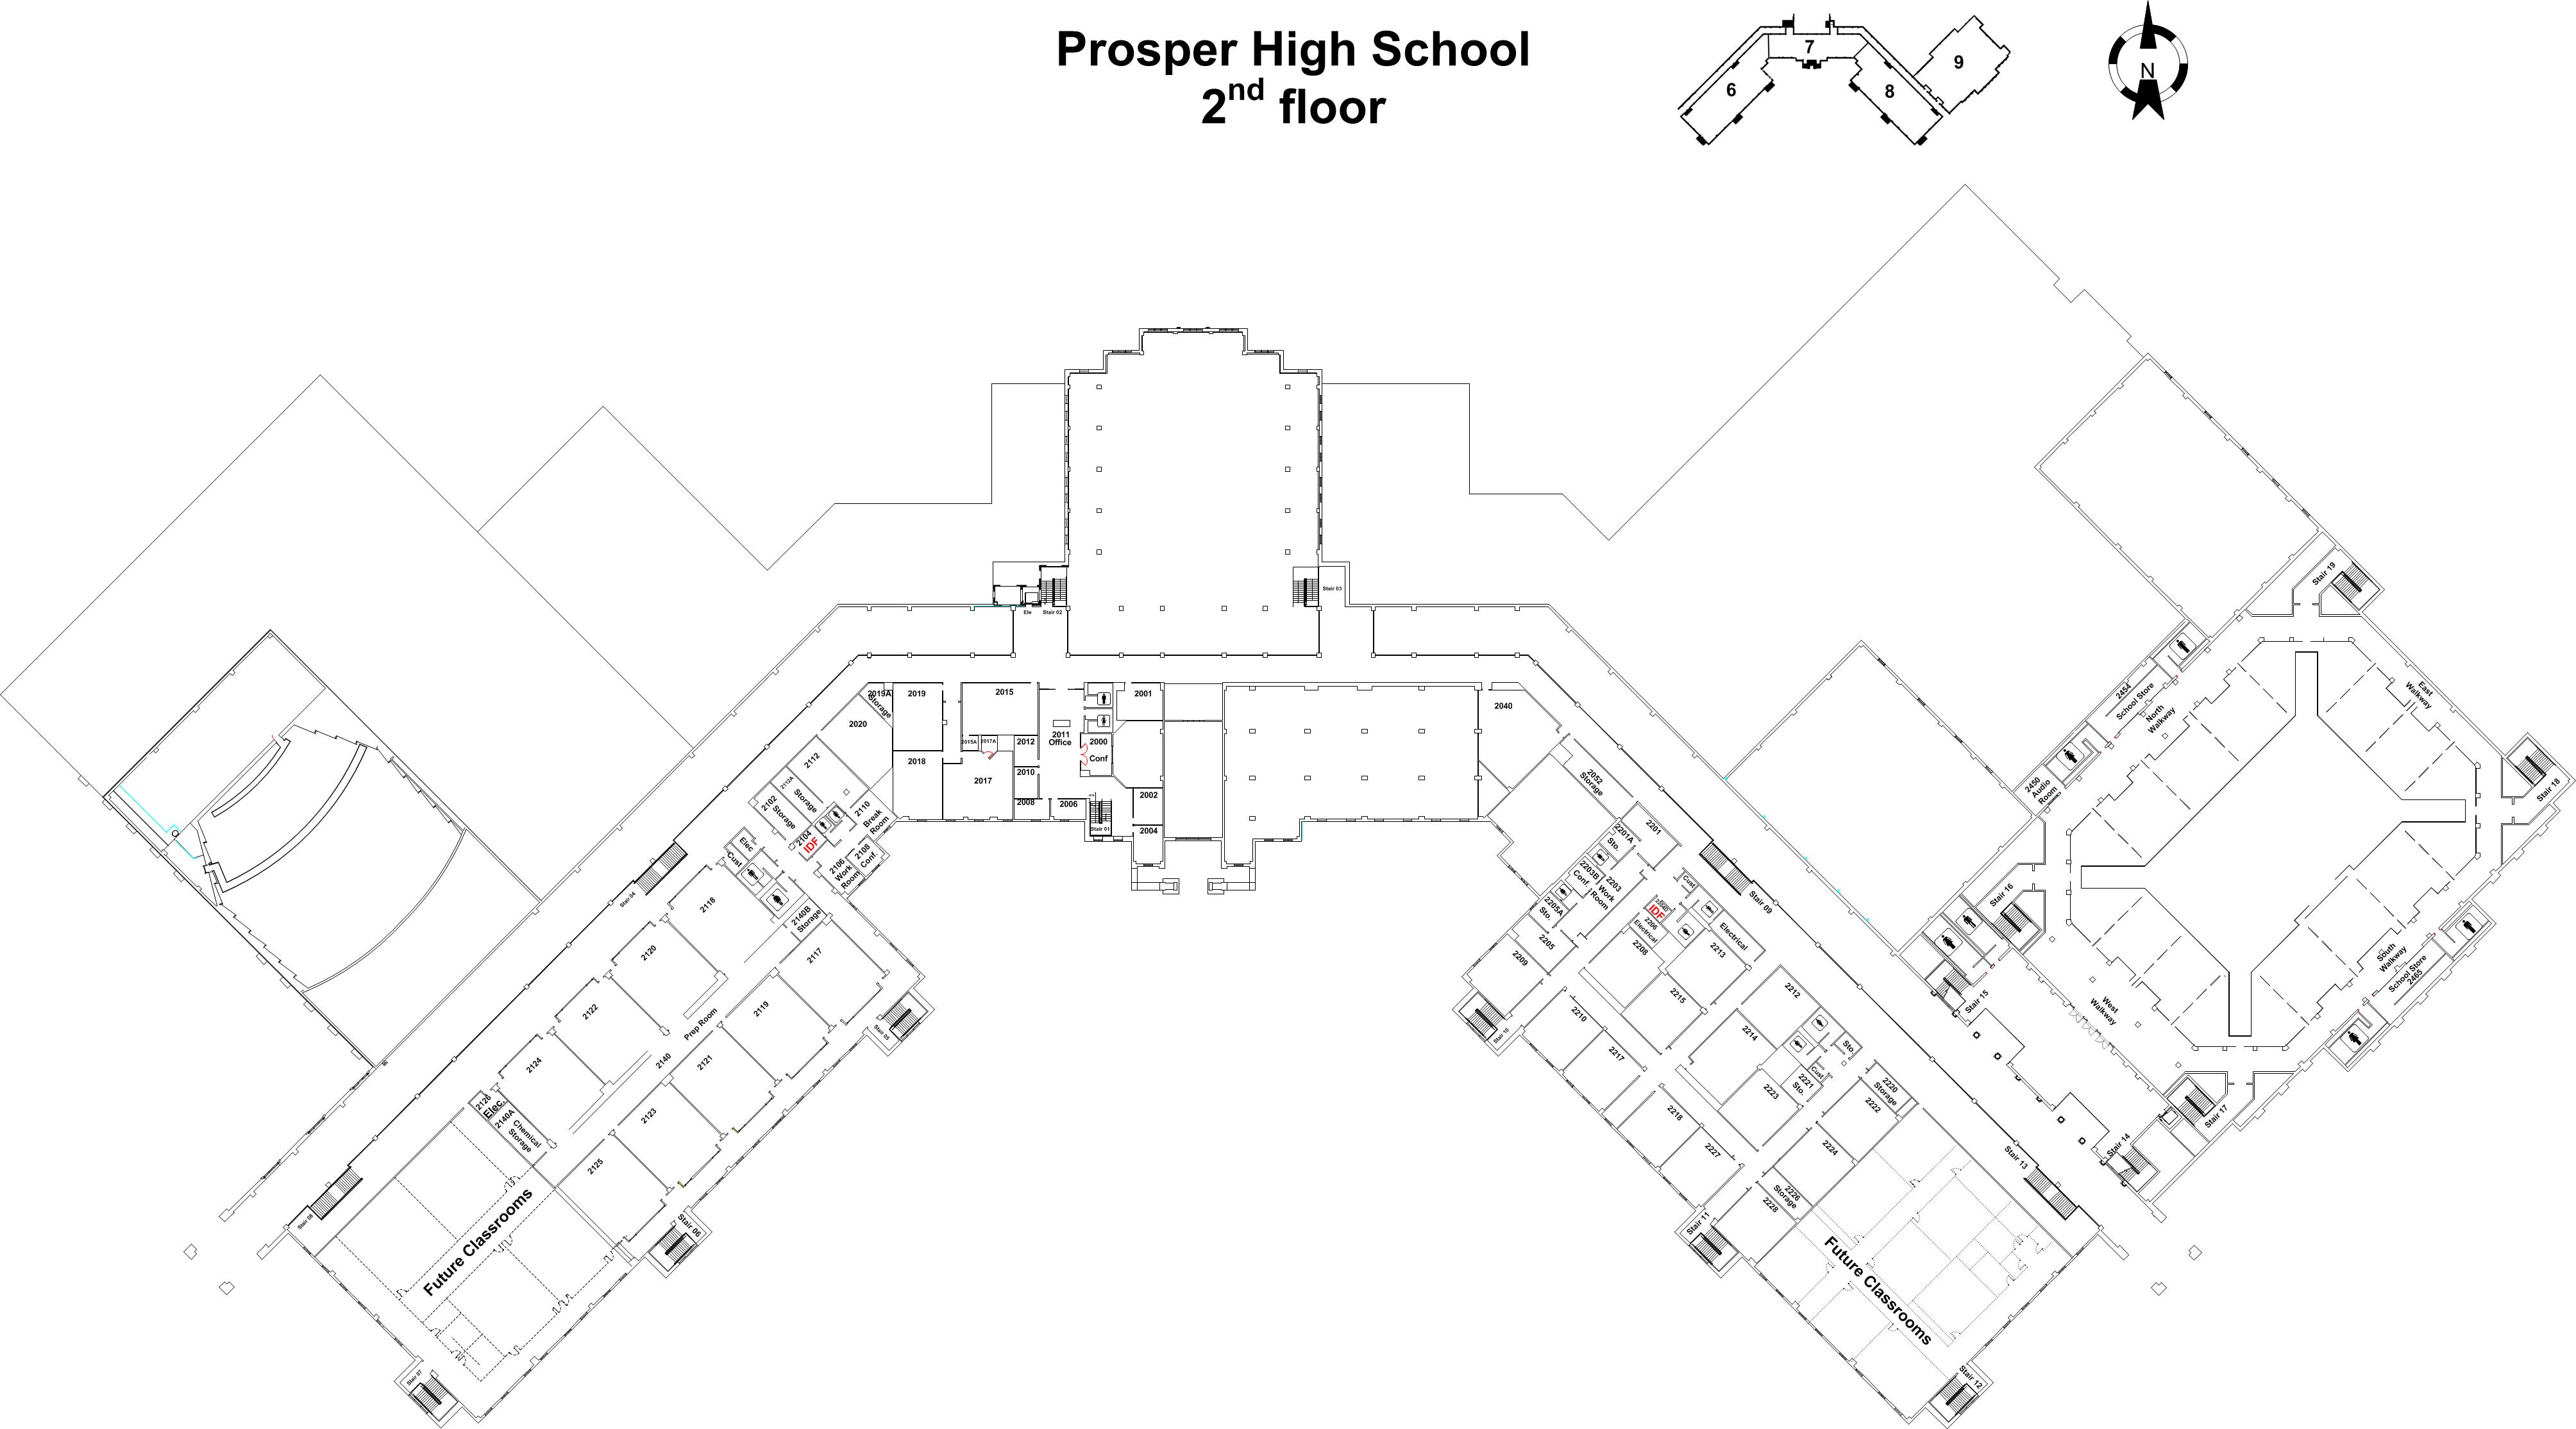 Prosper High School
2nd floor
6
7
8
9
N
Ele
Stair 02
Stair 03
2019A
Storage
2019
2015
2001
2040
2020
2015A
2017A
2012
2011
Office
2000
Conf
2018
2017
2010
2008
2006
2002
2004
Stair 01
2112
2112A
Storage
2102
Storage
2110
Break
Room
2104
IDF
2106
Work
Room
2108
Conf.
Elec
Cust
2140B
Storage
Stair 04
2118
2120
2122
2124
2117
2119
2121
2123
2125
Prep Room
2140
2126
Elec.
2140A
Chemical
Storage
Stair 05
Stair 06
Stair 07
Stair 08
Future Classrooms
2052
Storage
2201
2201A
Sto.
2203B
Conf.
2203
Work
Room
2205A
Sto.
2205
2209
Cust
IDF
2206
Electrical
2208
Electrical
2213
2215
2210
2217
2212
2214
2223
Sto.
Cust
2221
Sto.
2220
Storage
2222
2224
2218
2227
2226
Storage
2228
Stair 09
Stair 10
Stair 11
Stair 12
Stair 13
Future Classrooms
Stair 14
Stair 15
Stair 16
Stair 17
Stair 18
Stair 19
2454
School Store
North
Walkway
East
Walkway
2450
Audio
Room
South
Walkway
School Store
2465
West
Walkway